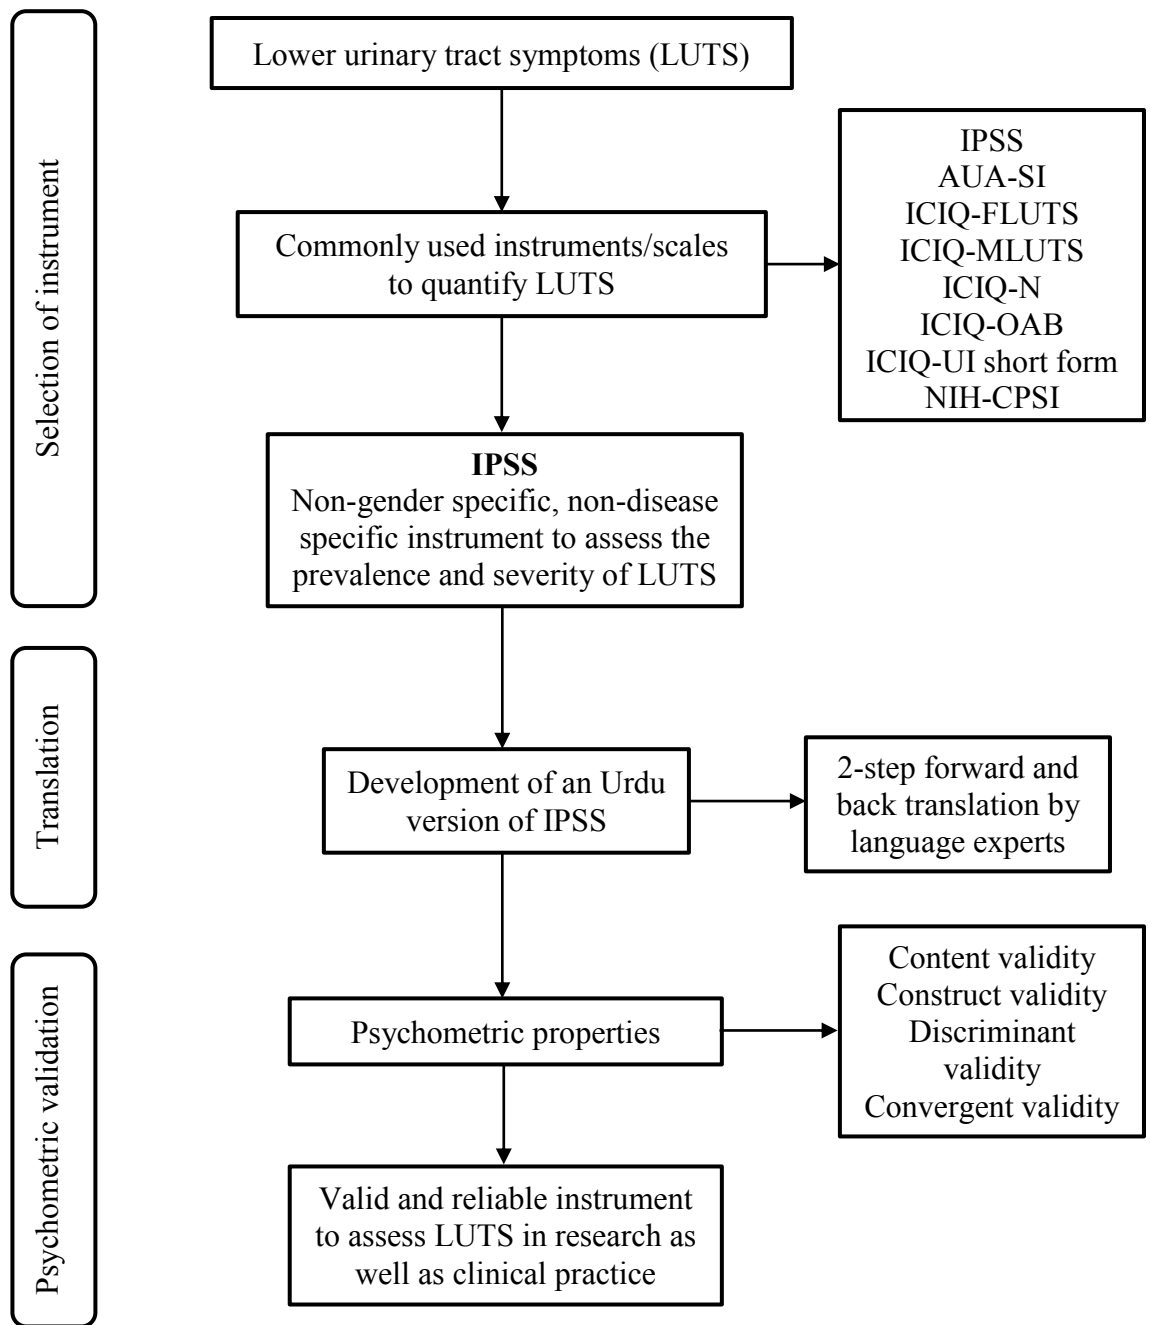 Selection of instrument
Lower urinary tract symptoms (LUTS)
Commonly used instruments/scales
to quantify LUTS
IPSS
AUA-SI
ICIQ-FLUTS
ICIQ-MLUTS
ICIQ-N
ICIQ-OAB
ICIQ-UI short form
NIH-CPSI
IPSS
Non-gender specific, non-disease
specific instrument to assess the
prevalence and severity of LUTS
Translation
Development of an Urdu
version of IPSS
2-step forward and
back translation by
language experts
Psychometric validation
Psychometric properties
Content validity
Construct validity
Discriminant
validity
Convergent validity
Valid and reliable instrument
to assess LUTS in research as
well as clinical practice